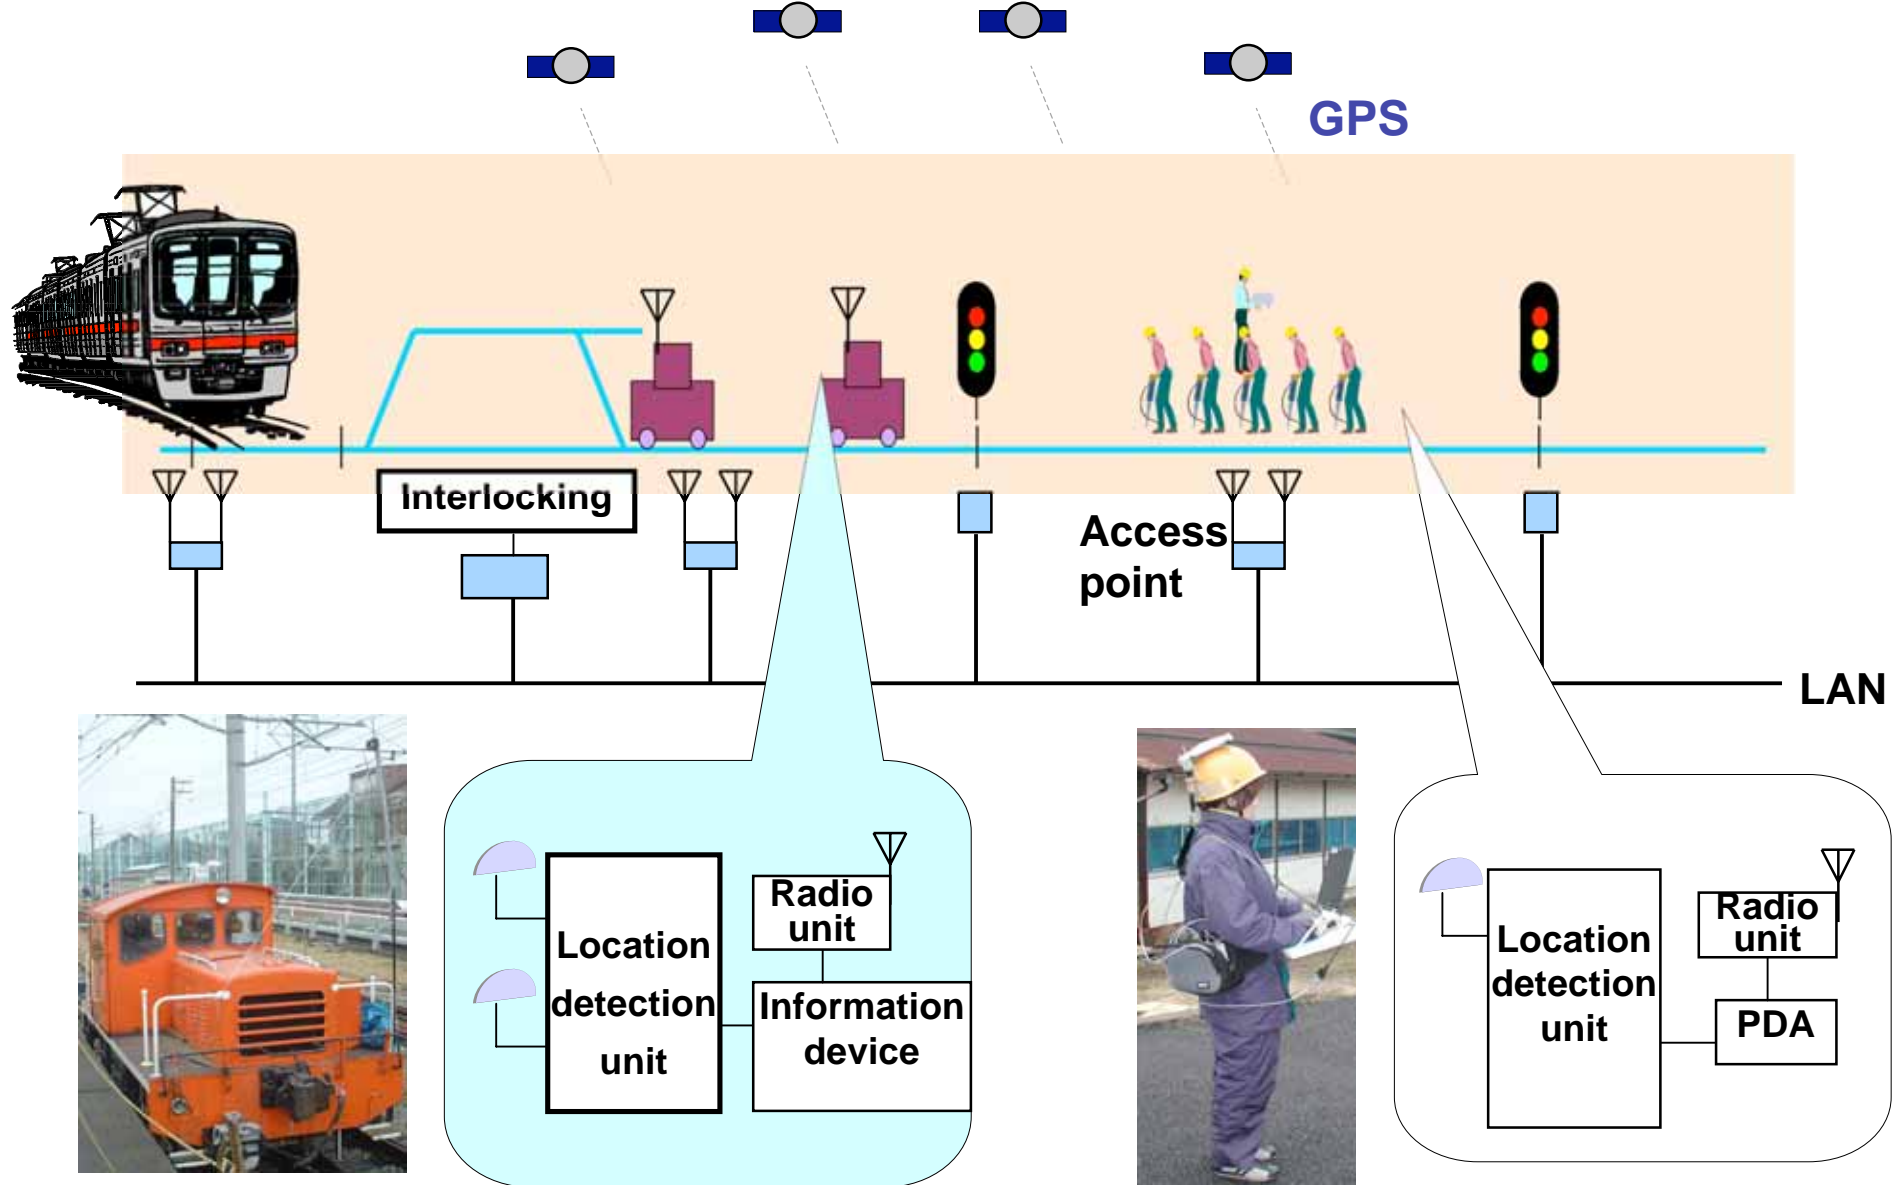 GPS
Interlocking
Access
point
LAN
Location
detection
unit
Radio
unit
Information
device
Location
detection
unit
Radio
unit
PDA